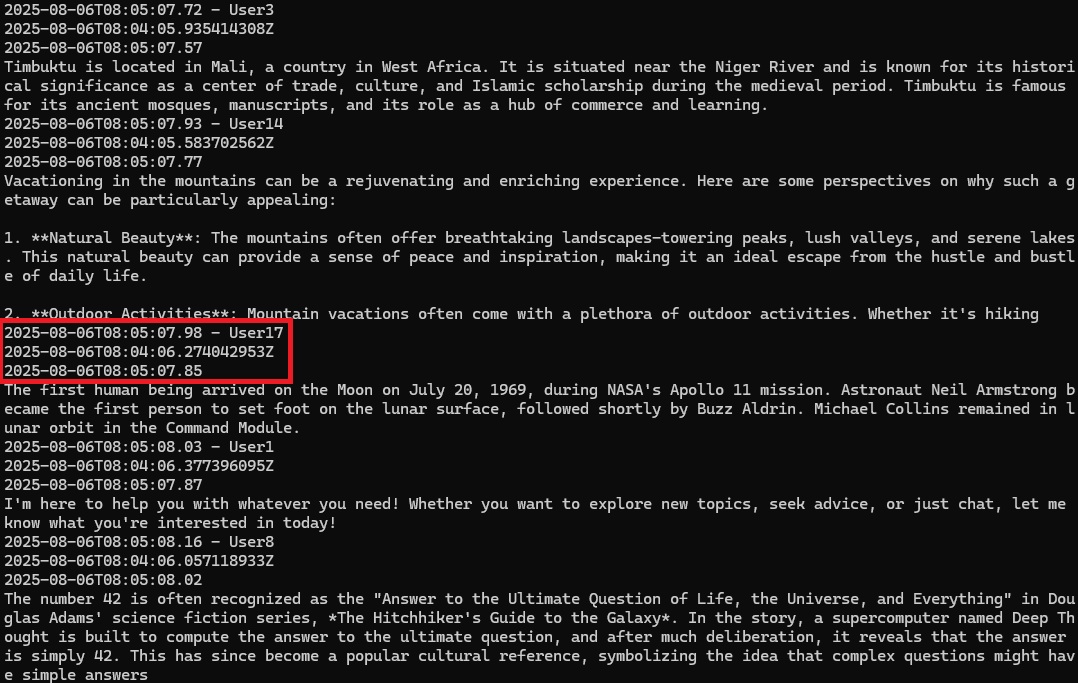 2025-08-06T08:05:07.72 - User3
2025-08-06T08:04:05.935414308Z
2025-08-06T08:05:07.57
Timbuktu is located in Mali, a country in West Africa. It is situated near the Niger River and is known for its histori
cal significance as a center of trade, culture, and Islamic scholarship during the medieval period. Timbuktu is famous
for its ancient mosques, manuscripts, and its role as a hub of commerce and learning.
2025-08-06T08:05:07.93 - User14
2025-08-06T08:04:05.583702562Z
2025-08-06T08:05:07.77
Vacationing in the mountains can be a rejuvenating and enriching experience. Here are some perspectives on why such a g
etaway can be particularly appealing:

1. **Natural Beauty**: The mountains often offer breathtaking landscapes-towering peaks, lush valleys, and serene lakes
. This natural beauty can provide a sense of peace and inspiration, making it an ideal escape from the hustle and bustl
e of daily life.

2. **Outdoor Activities**: Mountain vacations often come with a plethora of outdoor activities. Whether it's hiking
2025-08-06T08:05:07.98 - User17
2025-08-06T08:04:06.274042953Z
2025-08-06T08:05:07.85
The first human being arrived on the Moon on July 20, 1969, during NASA's Apollo 11 mission. Astronaut Neil Armstrong b
ecame the first person to set foot on the lunar surface, followed shortly by Buzz Aldrin. Michael Collins remained in l
unar orbit in the Command Module.
2025-08-06T08:05:08.03 - User1
2025-08-06T08:04:06.377396095Z
2025-08-06T08:05:07.87
I'm here to help you with whatever you need! Whether you want to explore new topics, seek advice, or just chat, let me
know what you're interested in today!
2025-08-06T08:05:08.16 - User8
2025-08-06T08:04:06.057118933Z
2025-08-06T08:05:08.02
The number 42 is often recognized as the "Answer to the Ultimate Question of Life, the Universe, and Everything" in Dou
glas Adams' science fiction series, *The Hitchhiker's Guide to the Galaxy*. In the story, a supercomputer named Deep Th
ought is built to compute the answer to the ultimate question, and after much deliberation, it reveals that the answer
is simply 42. This has since become a popular cultural reference, symbolizing the idea that complex questions might hav
e simple answers